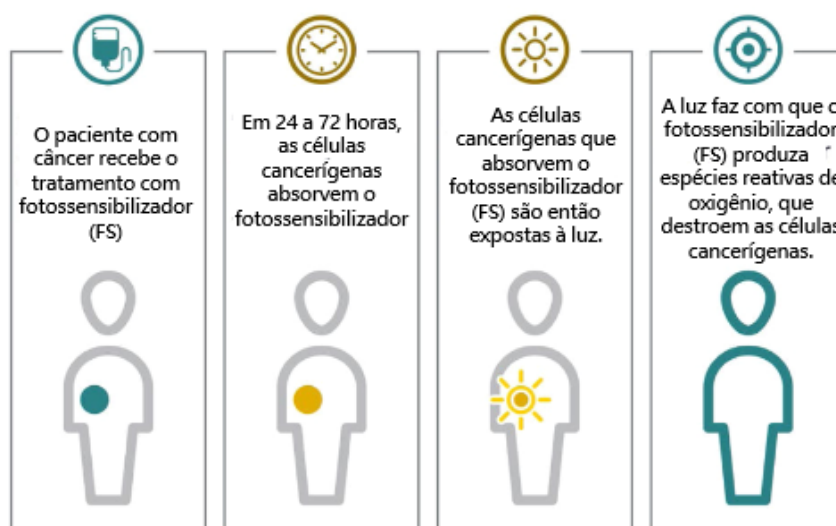 O paciente com
câncer recebe o
tratamento com
fotossensibilizador
(FS)
Em 24 a 72 horas,
as células
cancerígenas
absorvem o
fotossensibilizador
As células
cancerígenas que
absorvem o
fotossensibilizador
(FS) são então
expostas à luz.
A luz faz com que o
fotossensibilizador
(FS) produza
espécies reativas de
oxigênio, que
destroem as células
cancerígenas.